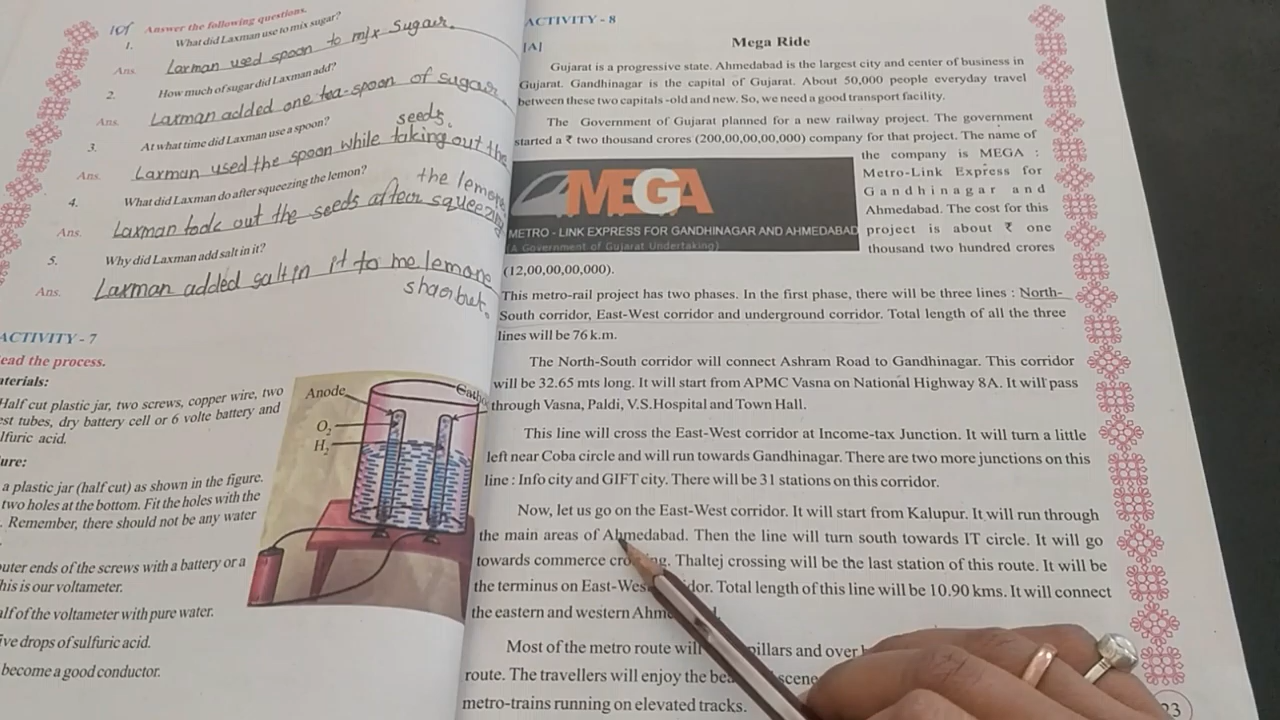 10f Answer the following questions.
1. What did Laxman use to mix sugar?
Ans. Laxman used spoon to mix sugar.
2. How much of sugar did Laxman add?
Ans. Laxman added one tea-spoon of sugar.
3. At what time did Laxman use a spoon?
seeds.
Ans. Laxman used the spoon while taking out the
4. What did Laxman do after squeezing the lemon?
the lemon
Ans. Laxman took out the seeds after squeezing
5. Why did Laxman add salt in it?
Ans. Laxman added salt in it to me lemone
sharbut.
ACTIVITY - 7
ead the process.
aterials:
Half cut plastic jar, two screws, copper wire, two
est tubes, dry battery cell or 6 volte battery and
lfuric acid.
ure:
a plastic jar (half cut) as shown in the figure.
two holes at the bottom. Fit the holes with the
. Remember, there should not be any water
outer ends of the screws with a battery or a
his is our voltameter.
alf of the voltameter with pure water.
ive drops of sulfuric acid.
become a good conductor.
Anode
O2
H2
ACTIVITY - 8
[A]
Mega Ride
Gujarat is a progressive state. Ahmedabad is the largest city and center of business in
Gujarat. Gandhinagar is the capital of Gujarat. About 50,000 people everyday travel
between these two capitals -old and new. So, we need a good transport facility.
The Government of Gujarat planned for a new railway project. The government
started a ₹ two thousand crores (200,00,00,00,000) company for that project. The name of
the company is MEGA :
Metro-Link Express for
Gandhinagar and
Ahmedabad. The cost for this
project is about ₹ one
thousand two hundred crores
MEGA
METRO - LINK EXPRESS FOR GANDHINAGAR AND AHMEDABAD
(A Government of Gujarat Undertaking)
(12,00,00,00,000).
This metro-rail project has two phases. In the first phase, there will be three lines : North-
South corridor, East-West corridor and underground corridor. Total length of all the three
lines will be 76 k.m.
The North-South corridor will connect Ashram Road to Gandhinagar. This corridor
will be 32.65 mts long. It will start from APMC Vasna on National Highway 8A. It will pass
through Vasna, Paldi, V.S.Hospital and Town Hall.
This line will cross the East-West corridor at Income-tax Junction. It will turn a little
left near Coba circle and will run towards Gandhinagar. There are two more junctions on this
line : Info city and GIFT city. There will be 31 stations on this corridor.
Now, let us go on the East-West corridor. It will start from Kalupur. It will run through
the main areas of Ahmedabad. Then the line will turn south towards IT circle. It will go
towards commerce crossing. Thaltej crossing will be the last station of this route. It will be
the terminus on East-West corridor. Total length of this line will be 10.90 kms. It will connect
the eastern and western Ahme
Most of the metro route will pillars and over
route. The travellers will enjoy the scene
metro-trains running on elevated tracks.
23